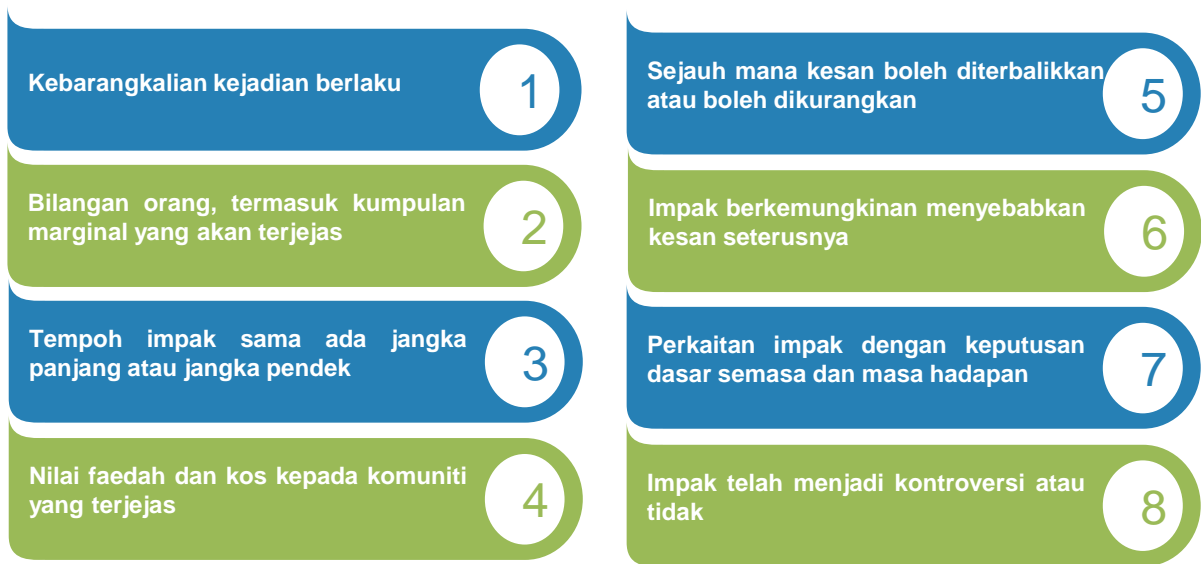 Kebarangkalian kejadian berlaku
1
Bilangan orang, termasuk kumpulan
marginal yang akan terjejas
2
Tempoh impak sama ada jangka
panjang atau jangka pendek
3
Nilai faedah dan kos kepada komuniti
yang terjejas
4
Sejauh mana kesan boleh diterbalikkan
atau boleh dikurangkan
5
Impak berkemungkinan menyebabkan
kesan seterusnya
6
Perkaitan impak dengan keputusan
dasar semasa dan masa hadapan
7
Impak telah menjadi kontroversi atau
tidak
8